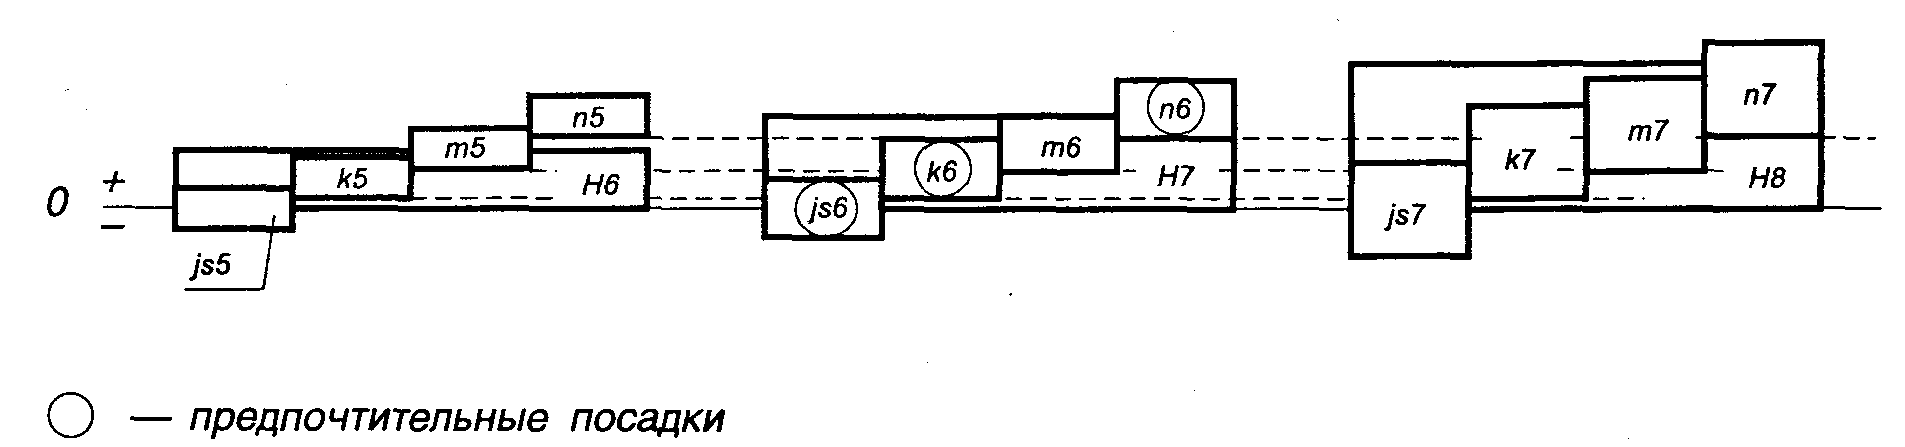 n7
n5
n6
m5
m6
m7
k5
H6
k6
H7
k7
H8
0 + −
js6
js7
js5
— предпочтительные посадки